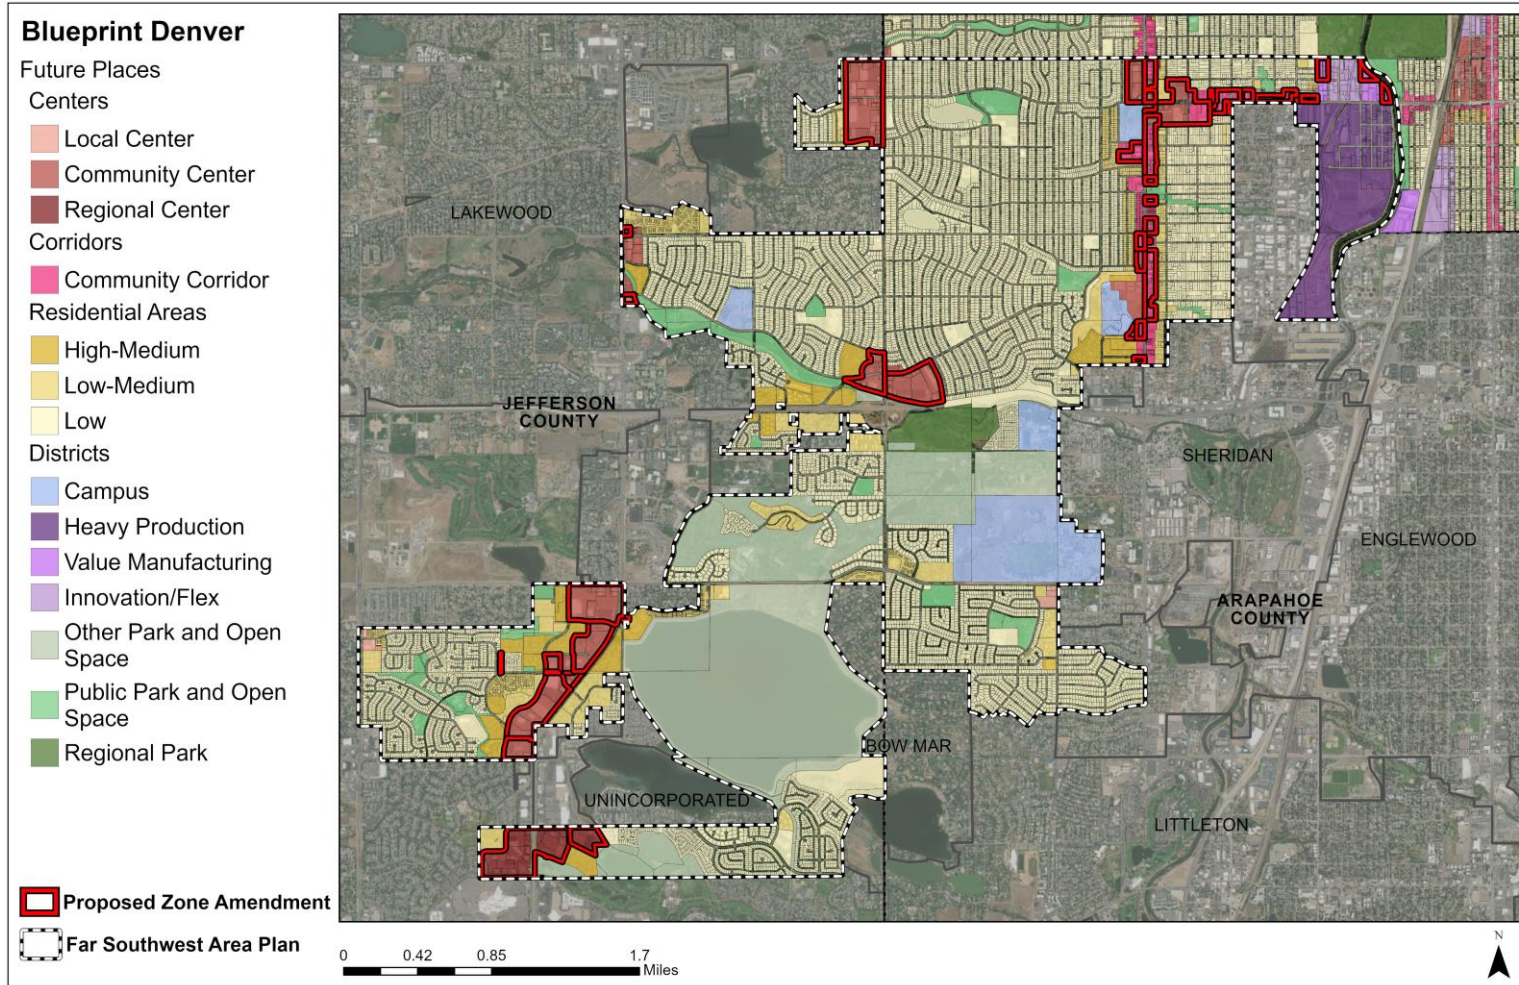 Blueprint Denver
Future Places
Centers
Local Center
Community Center
Regional Center
Corridors
Community Corridor
Residential Areas
High-Medium
Low-Medium
Low
Districts
Campus
Heavy Production
Value Manufacturing
Innovation/Flex
Other Park and Open
Space
Public Park and Open
Space
Regional Park
Proposed Zone Amendment
Far Southwest Area Plan
LAKEWOOD
JEFFERSON
COUNTY
SHERIDAN
ENGLEWOOD
ARAPAHOE
COUNTY
BOW MAR
UNINCORPORATED
LITTLETON
0 0.42 0.85 1.7
Miles
N